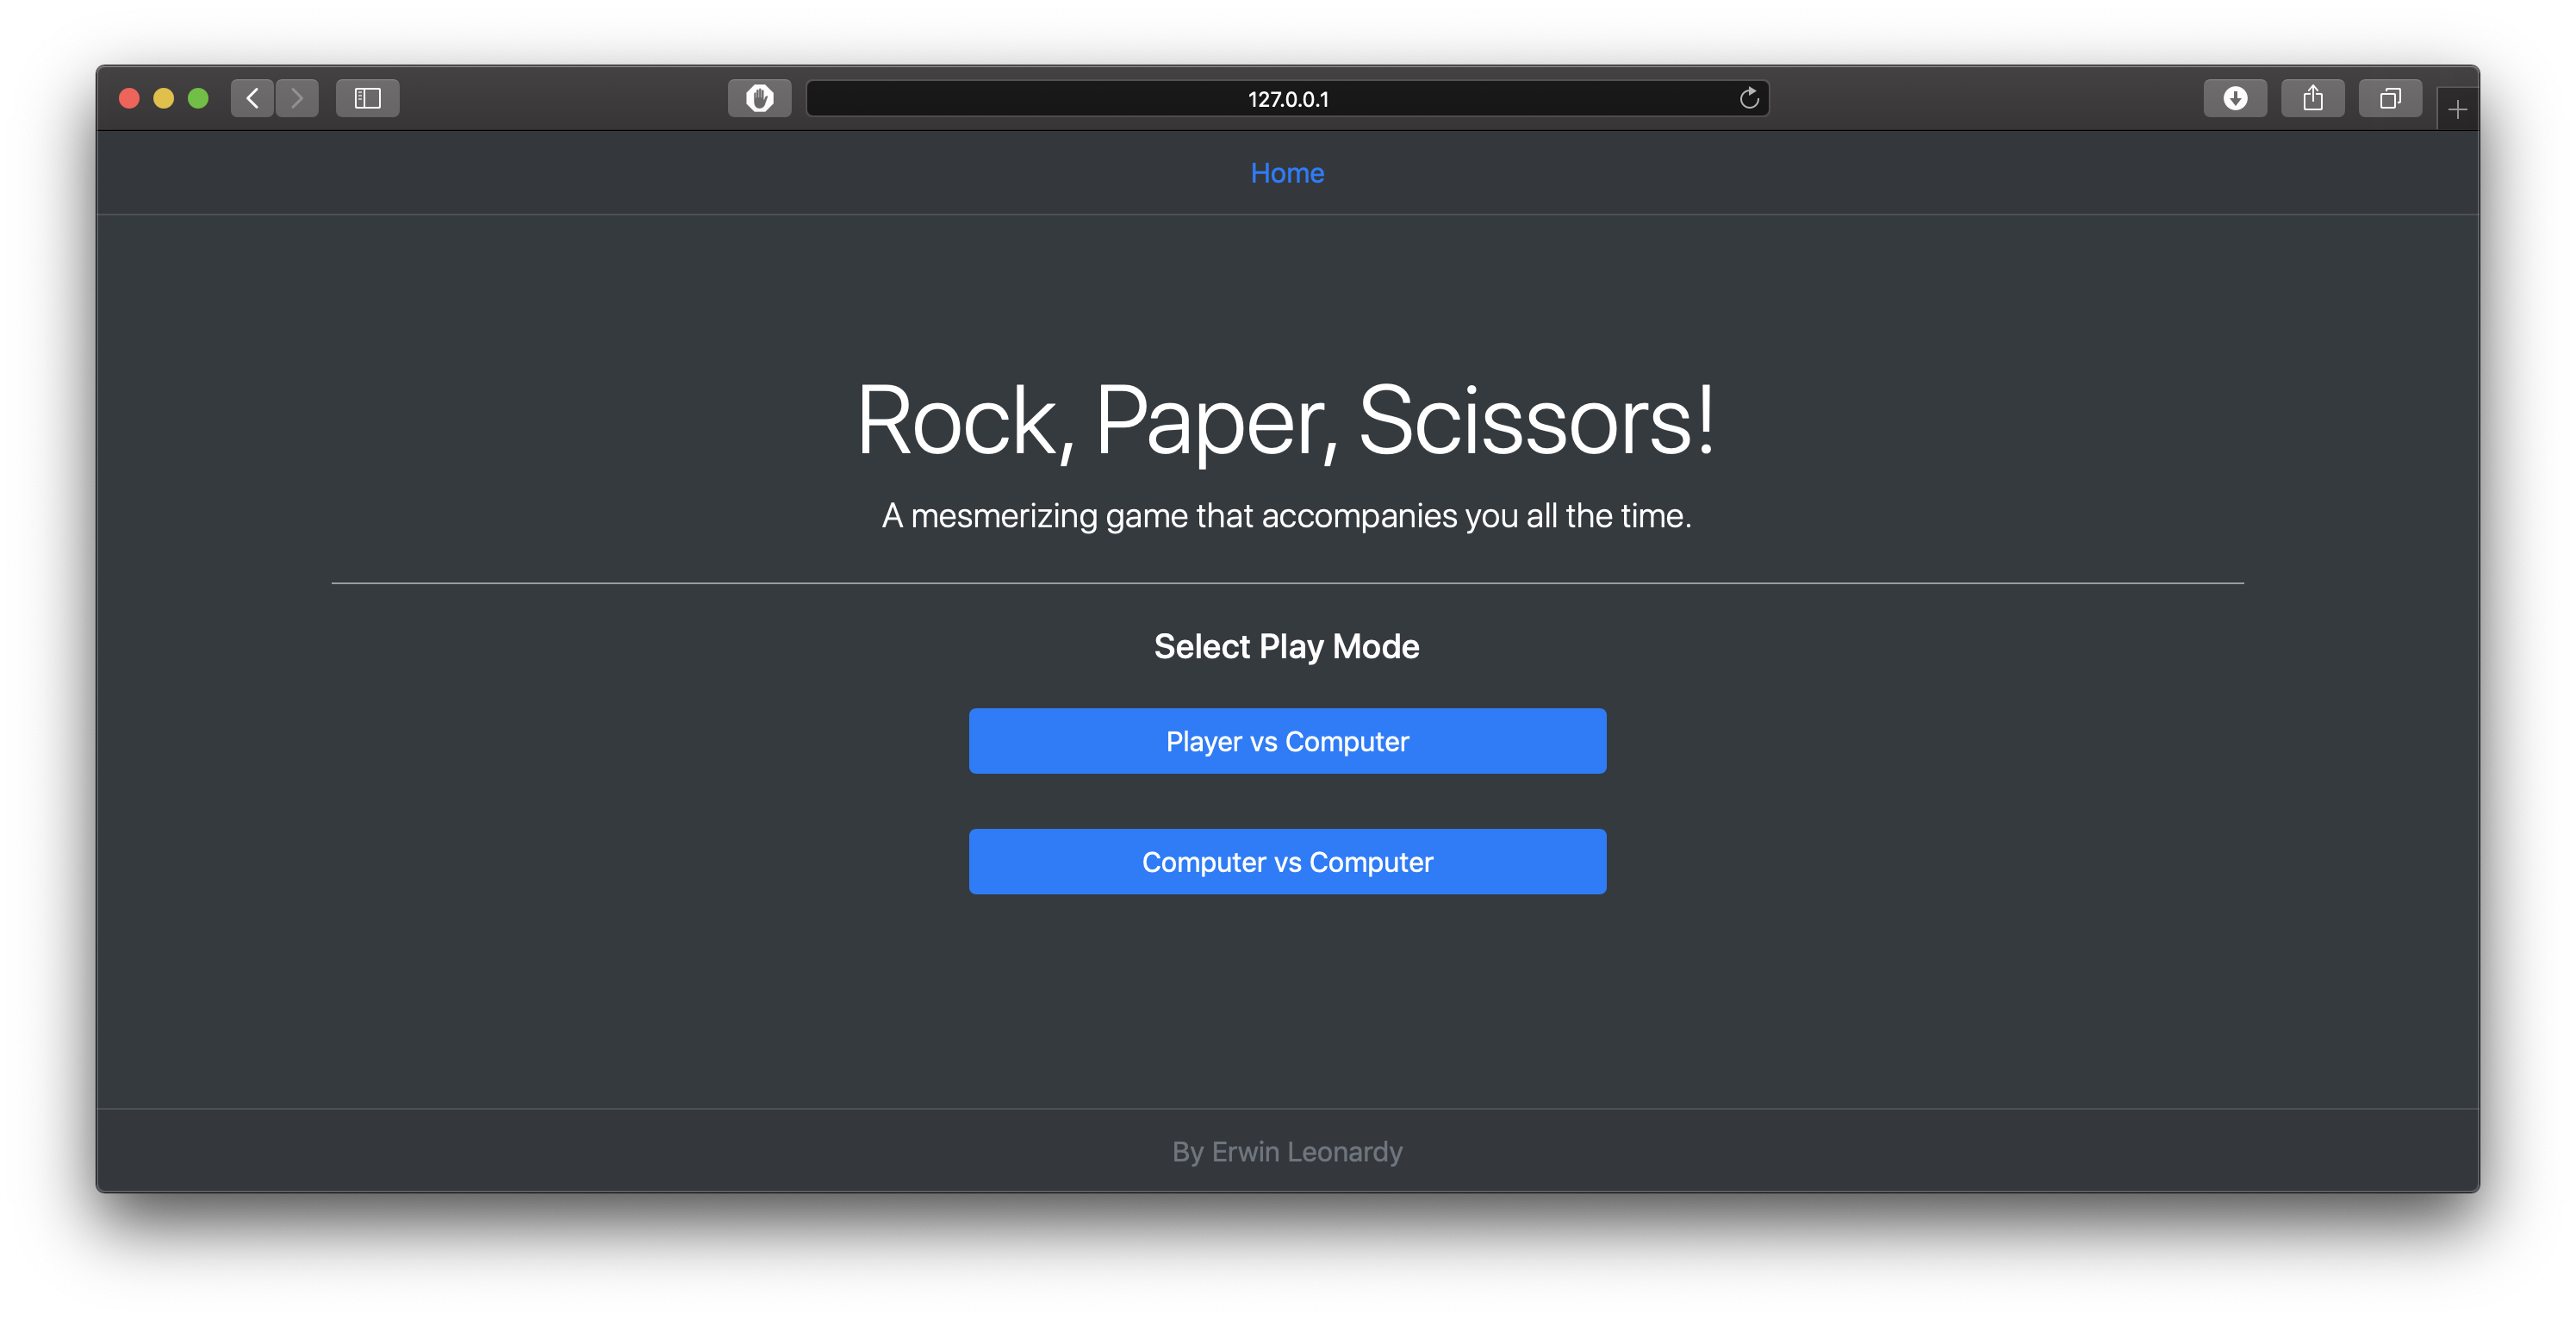 127.0.0.1
Home
Rock, Paper, Scissors!
A mesmerizing game that accompanies you all the time.
Select Play Mode
Player vs Computer
Computer vs Computer
By Erwin Leonardy